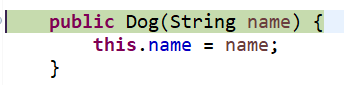 public Dog(String name) {
    this.name = name;
}